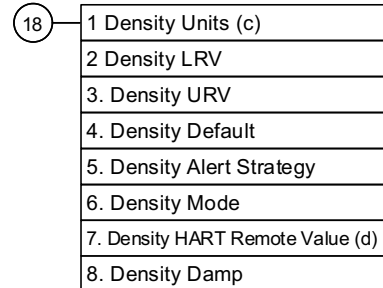 18
1 Density Units (c)
2 Density LRV
3. Density URV
4. Density Default
5. Density Alert Strategy
6. Density Mode
7. Density HART Remote Value (d)
8. Density Damp